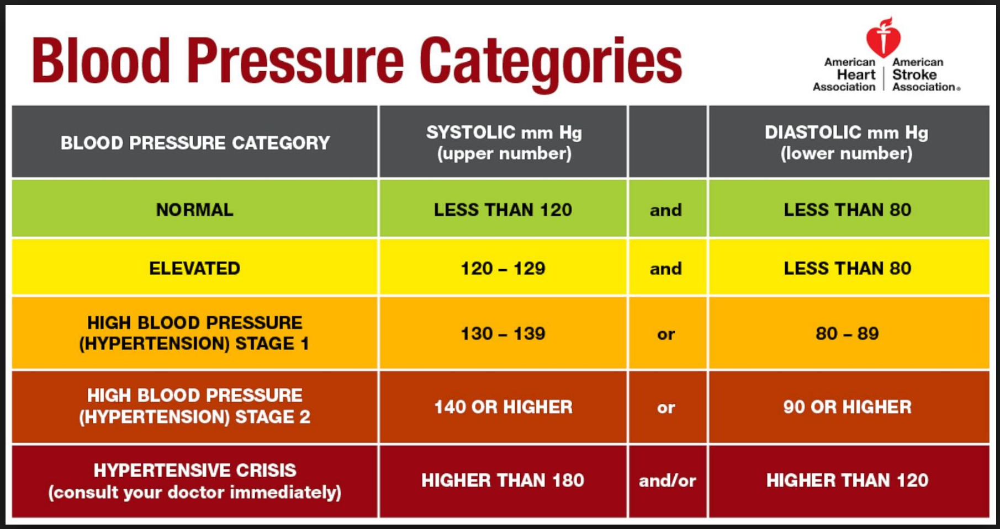 Blood Pressure Categories
American
Heart
Association
American
Stroke
Association®
BLOOD PRESSURE CATEGORY
SYSTOLIC mm Hg
(upper number)
DIASTOLIC mm Hg
(lower number)
NORMAL
LESS THAN 120
and
LESS THAN 80
ELEVATED
120 – 129
and
LESS THAN 80
HIGH BLOOD PRESSURE
(HYPERTENSION) STAGE 1
130 – 139
or
80 – 89
HIGH BLOOD PRESSURE
(HYPERTENSION) STAGE 2
140 OR HIGHER
or
90 OR HIGHER
HYPERTENSIVE CRISIS
(consult your doctor immediately)
HIGHER THAN 180
and/or
HIGHER THAN 120